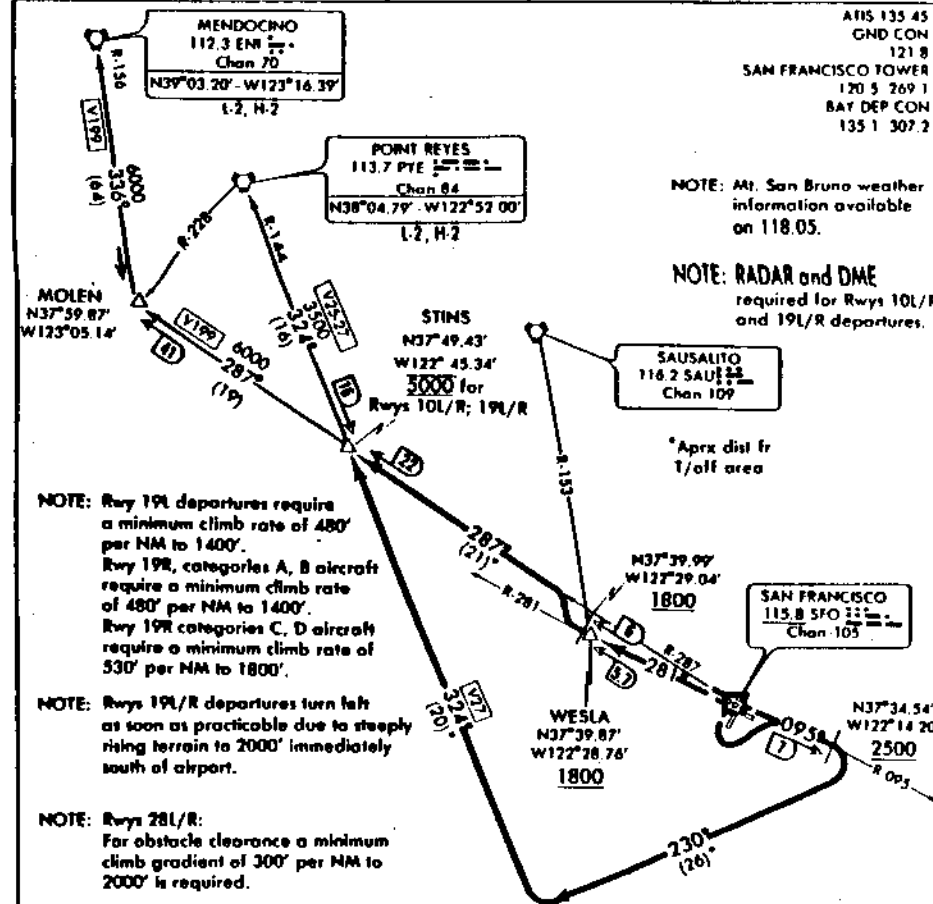 ATIS 135 45
GND CON
121 8
SAN FRANCISCO TOWER
120 5 269 1
BAY DEP CON
135 1 307.2
MENDOCINO
112.3 ENI
Chan 70
N39°03.20'-W123°16.39'
L-2, H-2
R-156
V199
6000
336°
(64)
POINT REYES
113.7 PYE
Chan 84
N38°04.79'-W122°52 00'
L-2, H-2
R-228
R-144
NOTE: Mt. San Bruno weather
information available
on 118.05.
NOTE: RADAR and DME
required for Rwys 10L/R
and 19L/R departures.
MOLEN
N37°59.87'
W123°05.14'
V199
6000
41
287°
(19)
V25-27
3500
324°
(16)
18
STINS
N37°49.43'
W122° 45.34'
5000 for
Rwys 10L/R; 19L/R
SAUSALITO
116.2 SAU
Chan 109
*Aprx dist fr
T/off area
R-153
22
287°
(21)*
R-281
NOTE: Rwy 19L departures require
a minimum climb rate of 480'
per NM to 1400'.
Rwy 19R, categories A, B aircraft
require a minimum climb rate
of 480' per NM to 1400'.
Rwy 19R categories C, D aircraft
require a minimum climb rate of
530' per NM to 1800'.
N37°39.99'
W122°29.04'
1800
6
R-287
281°
5.7
SAN FRANCISCO
115.8 SFO
Chan 105
WESLA
N37°39.87'
W122°28.76'
1800
095°
7
N37°34.54'
W122°14 20'
2500
R 095
NOTE: Rwys 19L/R departures turn left
as soon as practicable due to steeply
rising terrain to 2000' immediately
south of airport.
V27
324°
(20)*
230°
(26)*
NOTE: Rwys 28L/R:
For obstacle clearance a minimum
climb gradient of 300' per NM to
2000' is required.